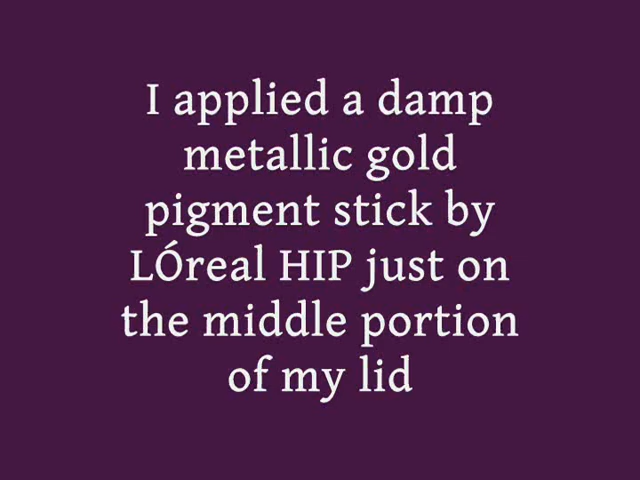 I applied a damp
metallic gold
pigment stick by
LÓreal HIP just on
the middle portion
of my lid